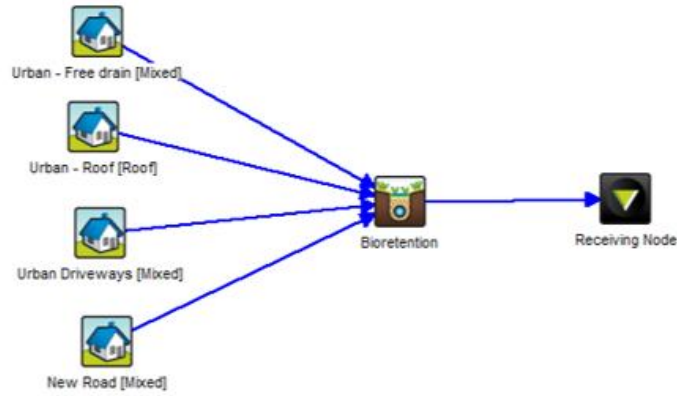 Urban - Free drain [Mixed]
Urban - Roof [Roof]
Urban Driveways [Mixed]
New Road [Mixed]
Bioretention
Receiving Node